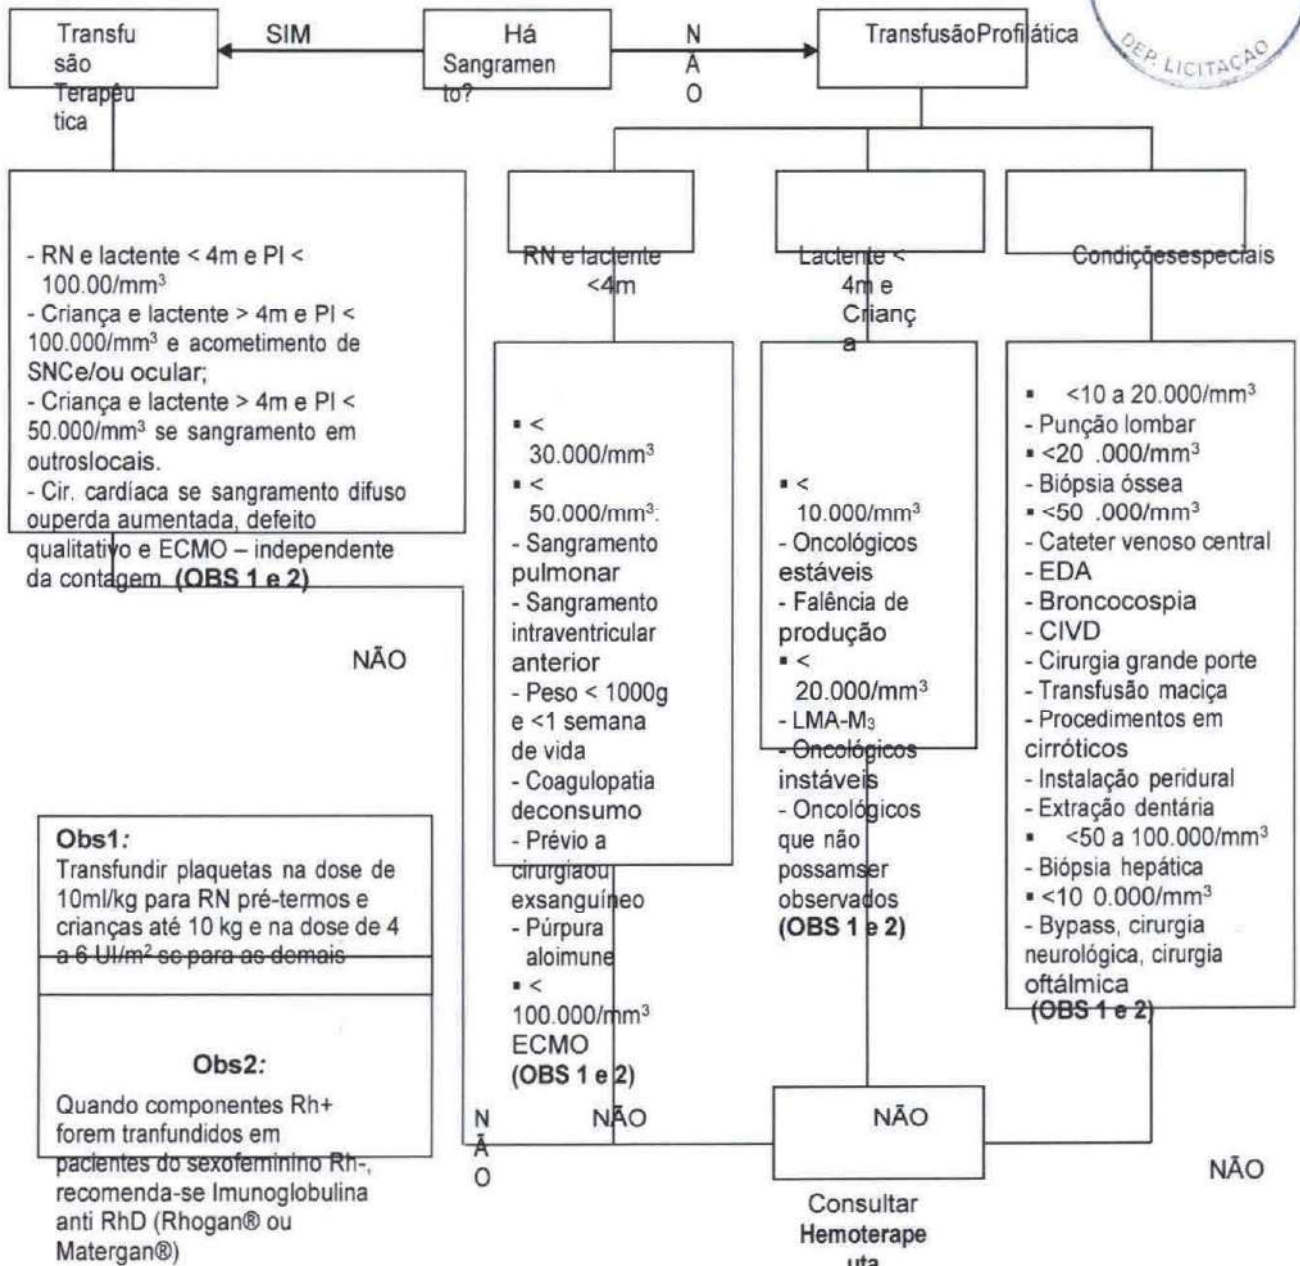 Transfu
são
Terapêu
tica
SIM
Há
Sangramen
to?
N
Ã
O
TransfusãoProfilática
DEP. LICITAÇÃO
- RN e lactente < 4m e Pl <
100.00/mm³
- Criança e lactente > 4m e Pl <
100.000/mm³ e acometimento de
SNCe/ou ocular;
- Criança e lactente > 4m e Pl <
50.000/mm³ se sangramento em
outroslocais.
- Cir. cardíaca se sangramento difuso
ouperda aumentada, defeito
qualitativo e ECMO – independente
da contagem (OBS 1 e 2)
NÃO
RN e lactente
<4m
▪ <
30.000/mm³
▪ <
50.000/mm³:
- Sangramento
pulmonar
- Sangramento
intraventricular
anterior
- Peso < 1000g
e <1 semana
de vida
- Coagulopatia
deconsumo
- Prévio a
cirurgiaou
exsanguíneo
- Púrpura
aloimune
▪ <
100.000/mm³
ECMO
(OBS 1 e 2)
NÃO
Lactente <
4m e
Crianç
a
▪ <
10.000/mm³
- Oncológicos
estáveis
- Falência de
produção
▪ <
20.000/mm³
- LMA-M₃
- Oncológicos
instáveis
- Oncológicos
que não
possamser
observados
(OBS 1 e 2)
NÃO
Condiçõesespeciais
▪ <10 a 20.000/mm³
- Punção lombar
▪ <20 .000/mm³
- Biópsia óssea
▪ <50 .000/mm³
- Cateter venoso central
- EDA
- Broncocospia
- CIVD
- Cirurgia grande porte
- Transfusão maciça
- Procedimentos em
cirróticos
- Instalação peridural
- Extração dentária
▪ <50 a 100.000/mm³
- Biópsia hepática
▪ <10 0.000/mm³
- Bypass, cirurgia
neurológica, cirurgia
oftálmica
(OBS 1 e 2)
NÃO
Obs1:
Transfundir plaquetas na dose de
10ml/kg para RN pré-termos e
crianças até 10 kg e na dose de 4
a 6 UI/m² sc para as demais
Obs2:
Quando componentes Rh+
forem tranfundidos em
pacientes do sexofeminino Rh-,
recomenda-se Imunoglobulina
anti RhD (Rhogan® ou
Matergan®)
N
Ã
O
Consultar
Hemoterape
uta